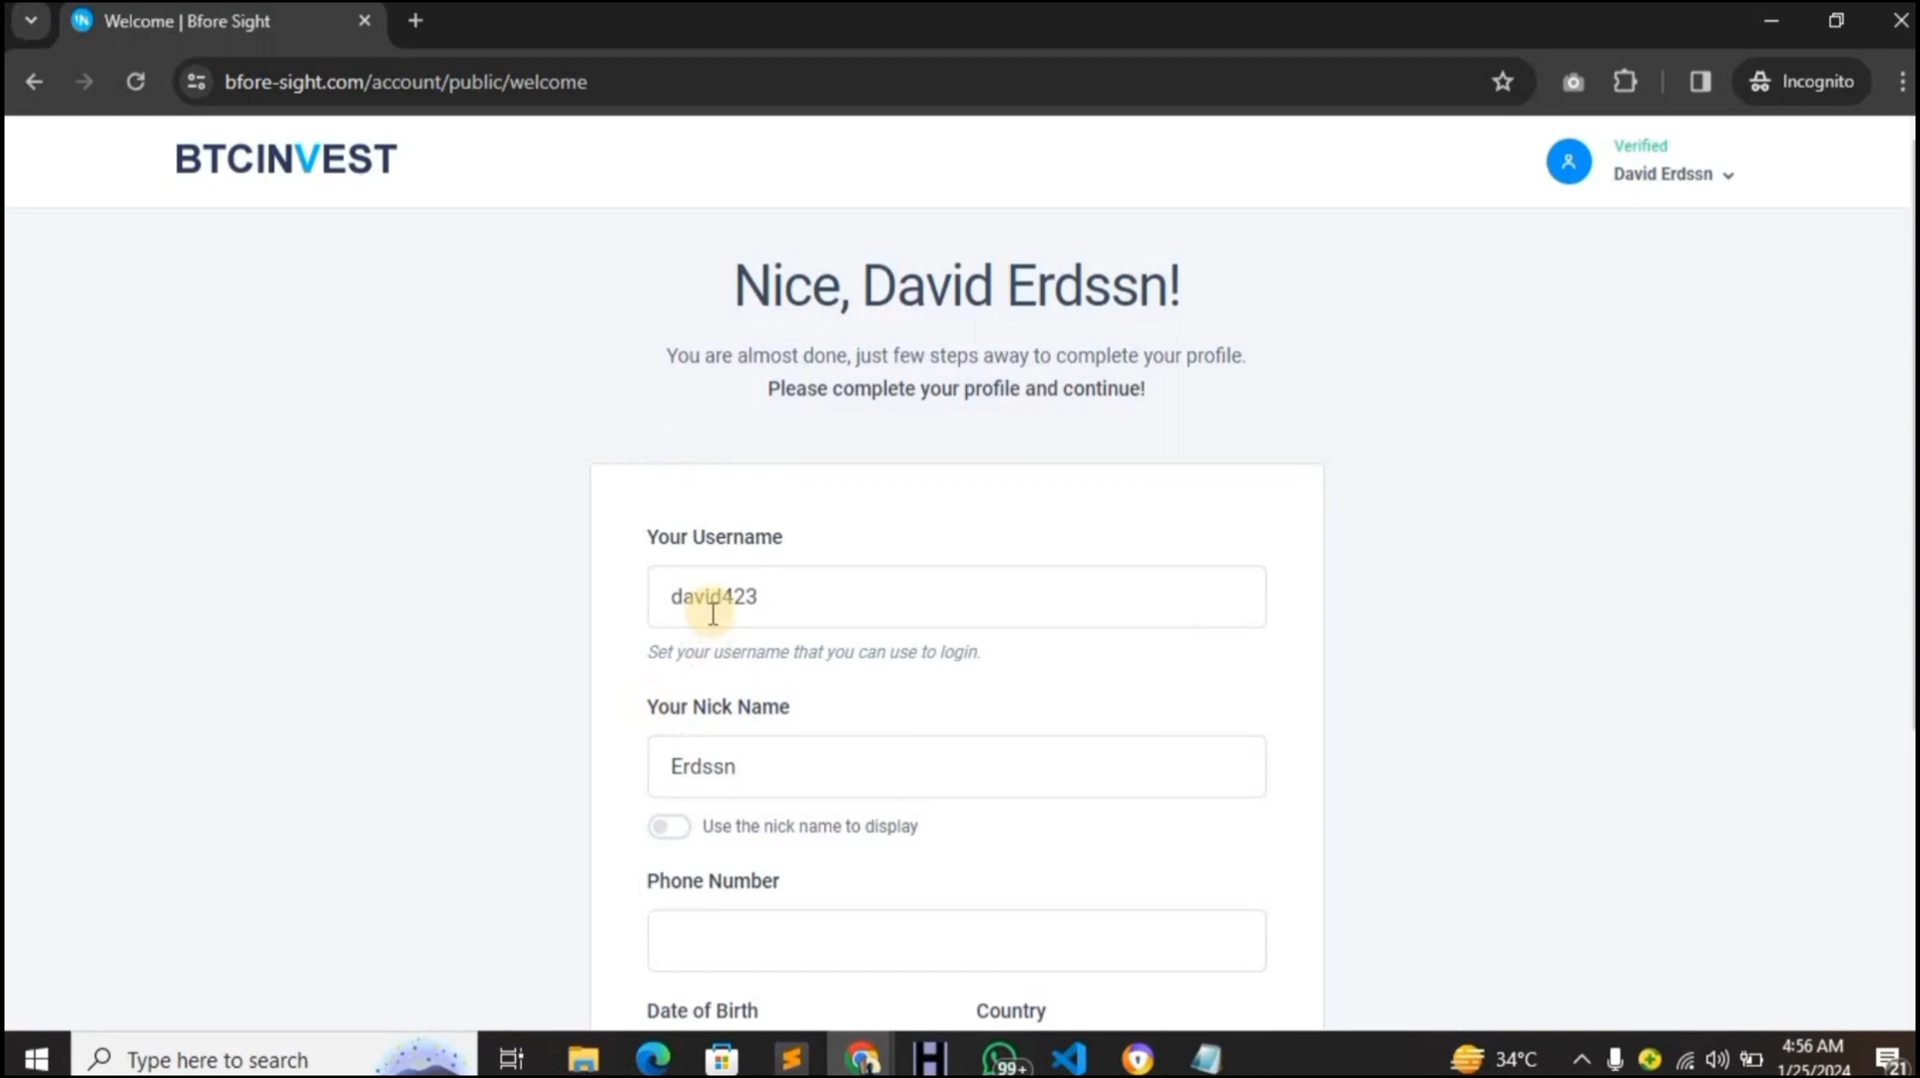 Welcome | Bfore Sight
bfore-sight.com/account/public/welcome
Incognito
BTCINVEST
Verified
David Erdssn
Nice, David Erdssn!
You are almost done, just few steps away to complete your profile.
Please complete your profile and continue!
Your Username
david423
Set your username that you can use to login.
Your Nick Name
Erdssn
Use the nick name to display
Phone Number
Date of Birth Country
Type here to search
99+
34°C
4:56 AM
1/25/2024
21